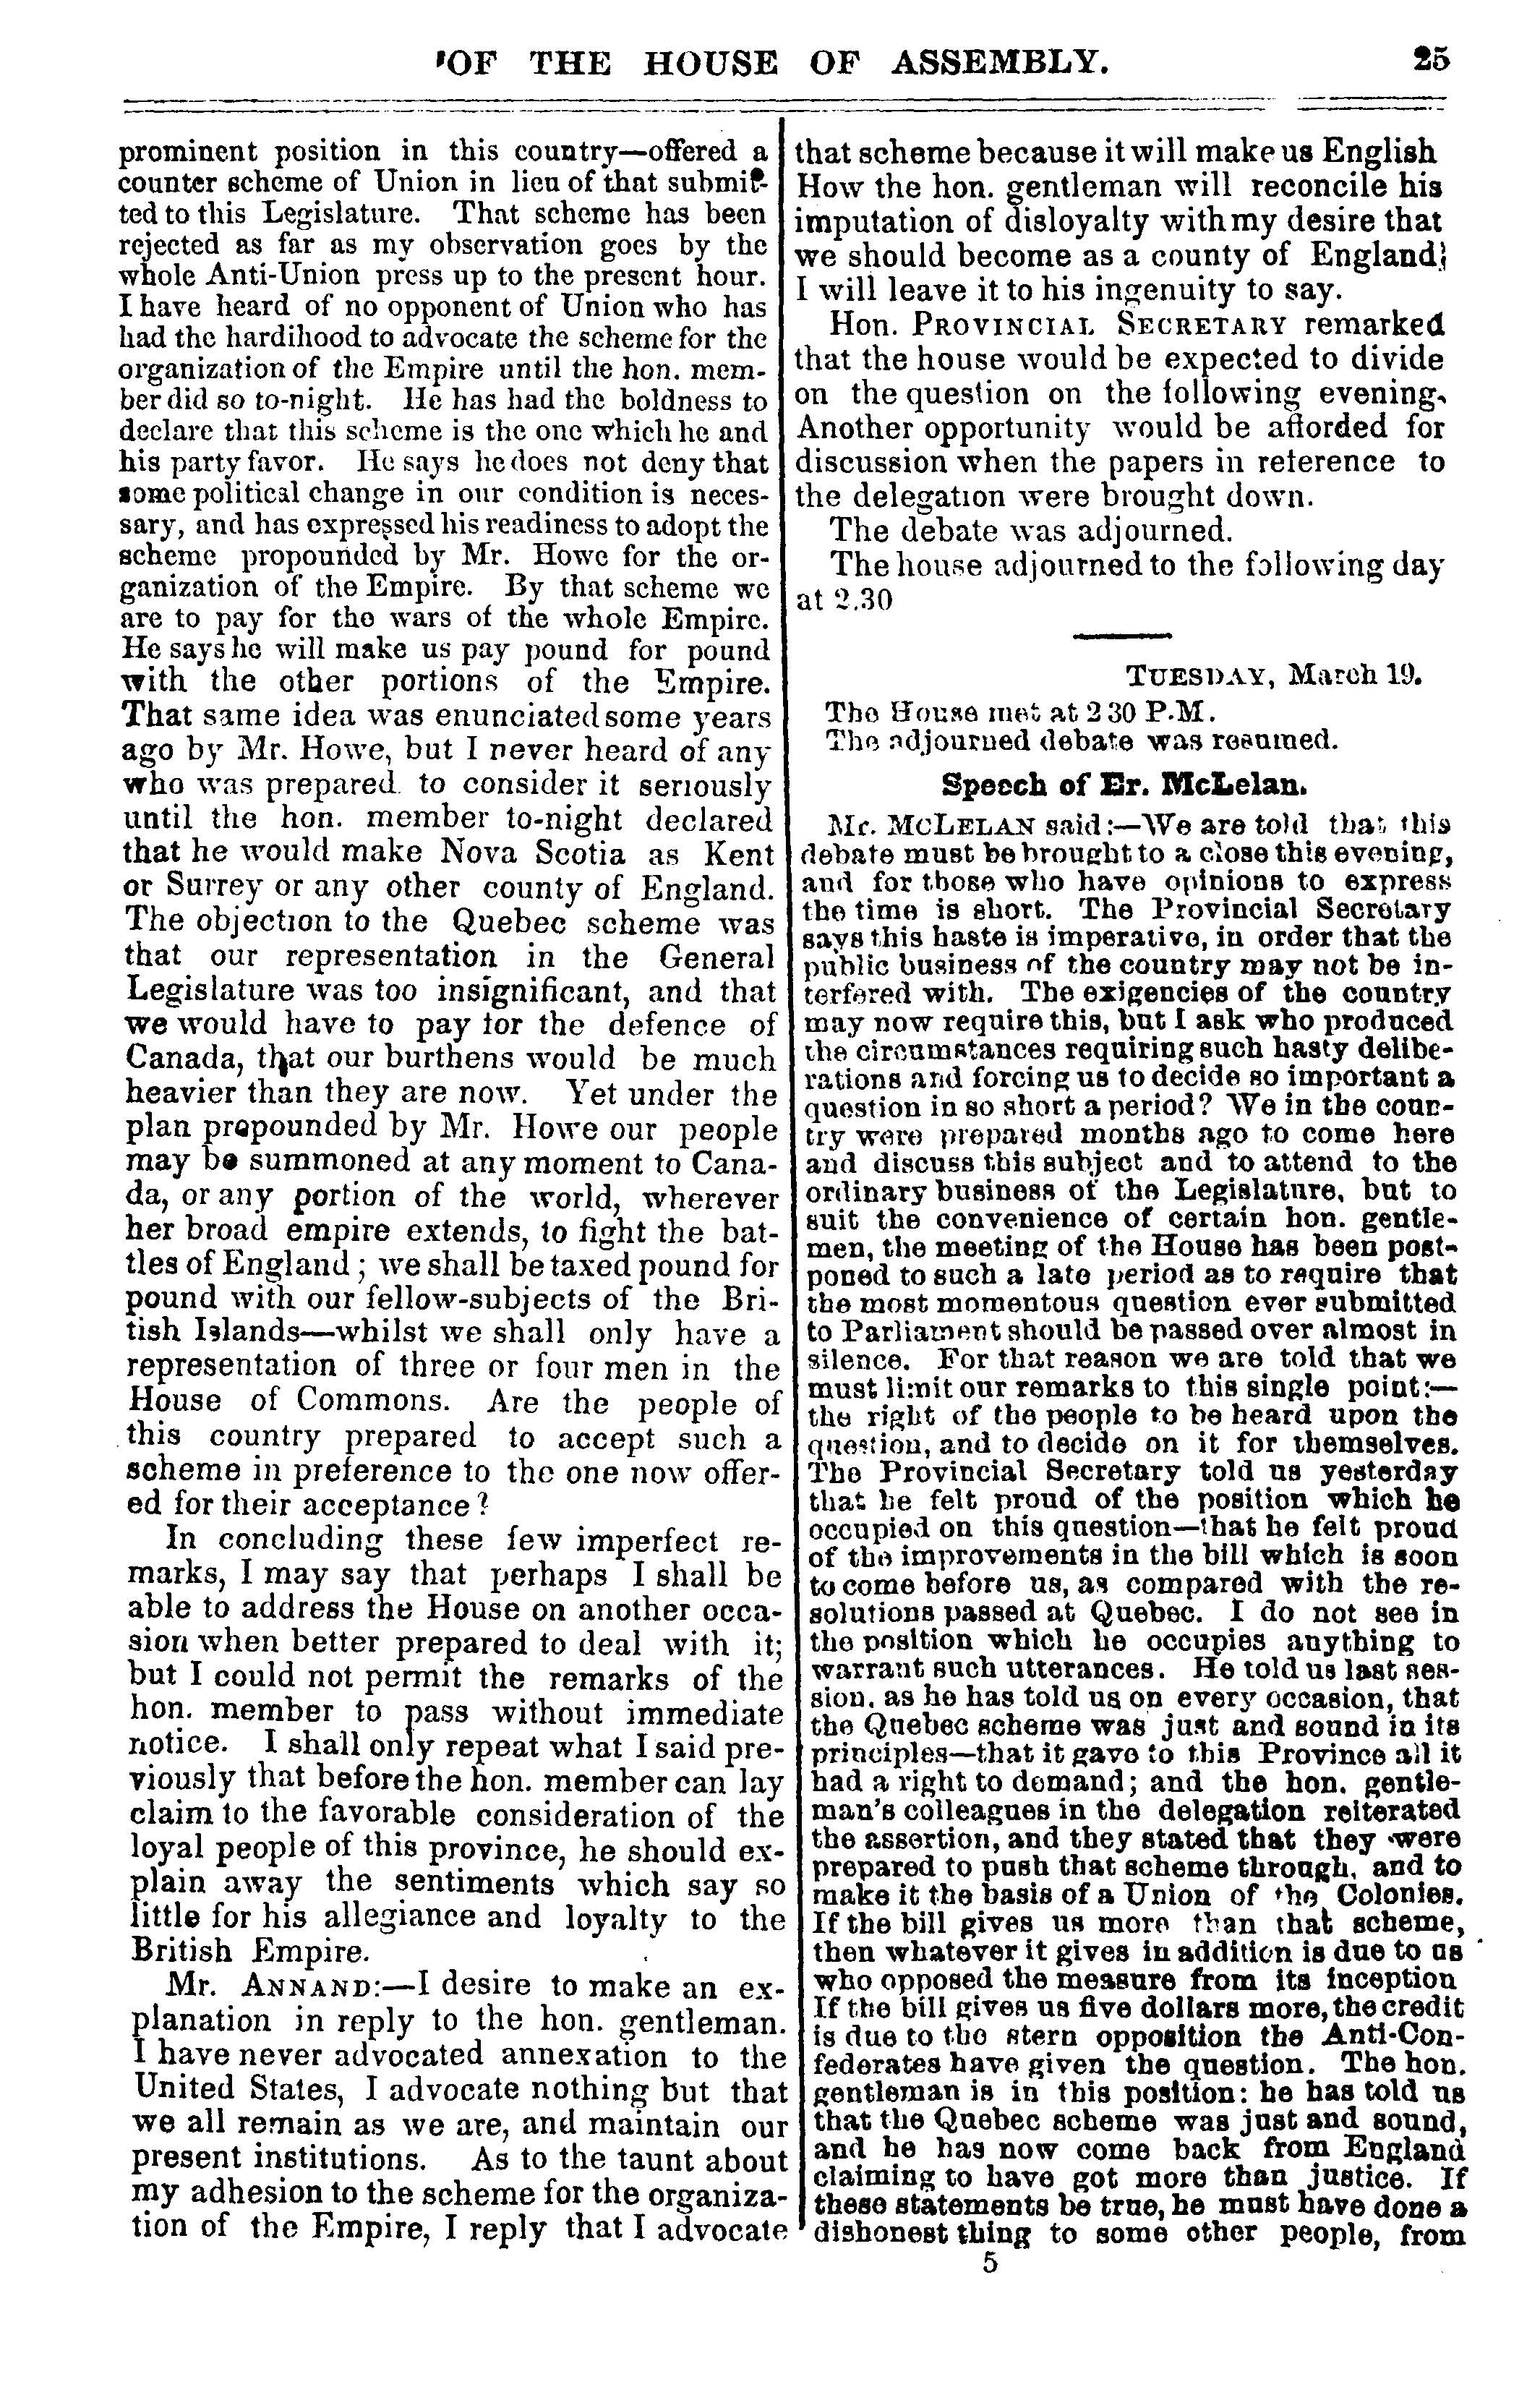 'OF THE HOUSE OF ASSEMBLY. 25
prominent position in this country—offered a
counter scheme of Union in lieu of that submit-
ted to this Legislature. That scheme has been
rejected as far as my observation goes by the
whole Anti-Union press up to the present hour.
I have heard of no opponent of Union who has
had the hardihood to advocate the scheme for the
organization of the Empire until the hon. mem-
ber did so to-night. He has had the boldness to
declare that this scheme is the one which he and
his party favor. He says he does not deny that
some political change in our condition is neces-
sary, and has expressed his readiness to adopt the
scheme propounded by Mr. Howe for the or-
ganization of the Empire. By that scheme we
are to pay for the wars of the whole Empire.
He says he will make us pay pound for pound
with the other portions of the Empire.
That same idea was enunciated some years
ago by Mr. Howe, but I never heard of any
who was prepared to consider it seriously
until the hon. member to-night declared
that he would make Nova Scotia as Kent
or Surrey or any other county of England.
The objection to the Quebec scheme was
that our representation in the General
Legislature was too insignificant, and that
we would have to pay for the defence of
Canada, that our burthens would be much
heavier than they are now. Yet under the
plan propounded by Mr. Howe our people
may be summoned at any moment to Cana-
da, or any portion of the world, wherever
her broad empire extends, to fight the bat-
tles of England; we shall be taxed pound for
pound with our fellow-subjects of the Bri-
tish Islands—whilst we shall only have a
representation of three or four men in the
House of Commons. Are the people of
this country prepared to accept such a
scheme in preference to the one now offer-
ed for their acceptance?
In concluding these few imperfect re-
marks, I may say that perhaps I shall be
able to address the House on another occa-
sion when better prepared to deal with it;
but I could not permit the remarks of the
hon. member to pass without immediate
notice. I shall only repeat what I said pre-
viously that before the hon. member can lay
claim to the favorable consideration of the
loyal people of this province, he should ex-
plain away the sentiments which say so
little for his allegiance and loyalty to the
British Empire.
Mr. ANNAND:—I desire to make an ex-
planation in reply to the hon. gentleman.
I have never advocated annexation to the
United States, I advocate nothing but that
we all remain as we are, and maintain our
present institutions. As to the taunt about
my adhesion to the scheme for the organiza-
tion of the Empire, I reply that I advocate
that scheme because it will make us English
How the hon. gentleman will reconcile his
imputation of disloyalty with my desire that
we should become as a county of England;
I will leave it to his ingenuity to say.
Hon. PROVINCIAL SECRETARY remarked
that the house would be expected to divide
on the question on the following evening.
Another opportunity would be afforded for
discussion when the papers in reference to
the delegation were brought down.
The debate was adjourned.
The house adjourned to the following day
at 2.30
TUESDAY, March 19.
The House met at 2 30 P.M.
The adjourned debate was resumed.
Speech of Er. McLelan.
Mr. MCLELAN said:—We are told that this
debate must be brought to a close this evening,
and for those who have opinions to express
the time is short. The Provincial Secretary
says this haste is imperative, in order that the
public business of the country may not be in-
terfered with. The exigencies of the country
may now require this, but I ask who produced
the circumstances requiring such hasty delibe-
rations and forcing us to decide so important a
question in so short a period? We in the coun-
try were prepared months ago to come here
and discuss this subject and to attend to the
ordinary business of the Legislature, but to
suit the convenience of certain hon. gentle-
men, the meeting of the House has been post-
poned to such a late period as to require that
the most momentous question ever submitted
to Parliament should be passed over almost in
silence. For that reason we are told that we
must limit our remarks to this single point:—
the right of the people to be heard upon the
question, and to decide on it for themselves.
The Provincial Secretary told us yesterday
that he felt proud of the position which he
occupied on this question—that he felt proud
of the improvements in the bill which is soon
to come before us, as compared with the re-
solutions passed at Quebec. I do not see in
the position which he occupies anything to
warrant such utterances. He told us last ses-
sion, as he has told us on every occasion, that
the Quebec scheme was just and sound in its
principles—that it gave to this Province all it
had a right to demand; and the hon. gentle-
man's colleagues in the delegation reiterated
the assertion, and they stated that they were
prepared to push that scheme through, and to
make it the basis of a Union of the Colonies.
If the bill gives us more than that scheme,
then whatever it gives in addition is due to us
who opposed the measure from its inception
If the bill gives us five dollars more, the credit
is due to the stern opposition the Anti-Con-
federates have given the question. The hon.
gentleman is in this position: he has told us
that the Quebec scheme was just and sound,
and he has now come back from England
claiming to have got more than justice. If
these statements be true, he must have done a
dishonest thing to some other people, from
5